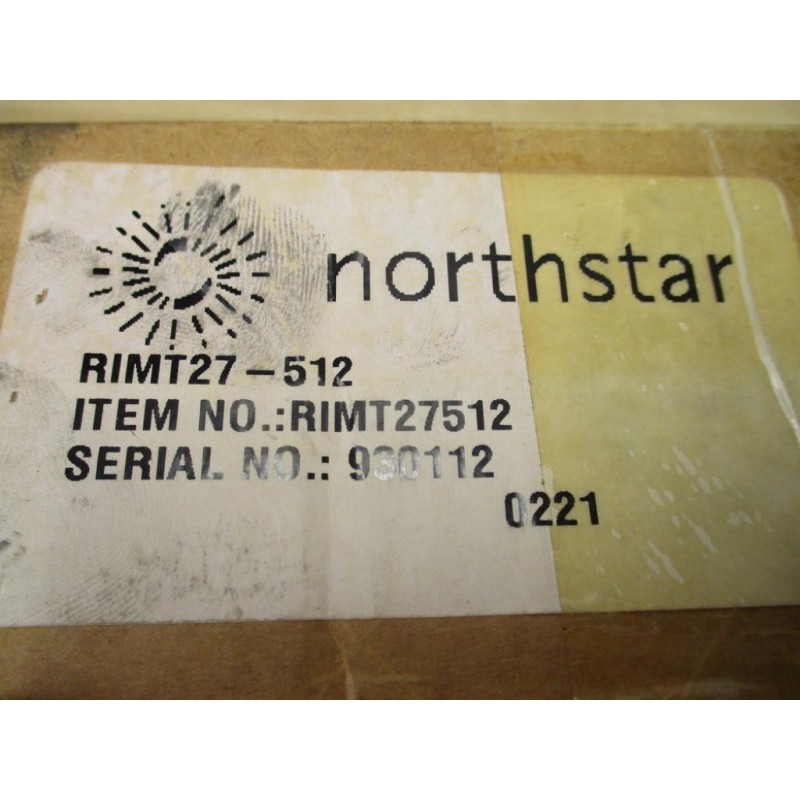 northstar
RIMT27-512
ITEM NO.:RIMT27512
SERIAL NO.: 930112
0221